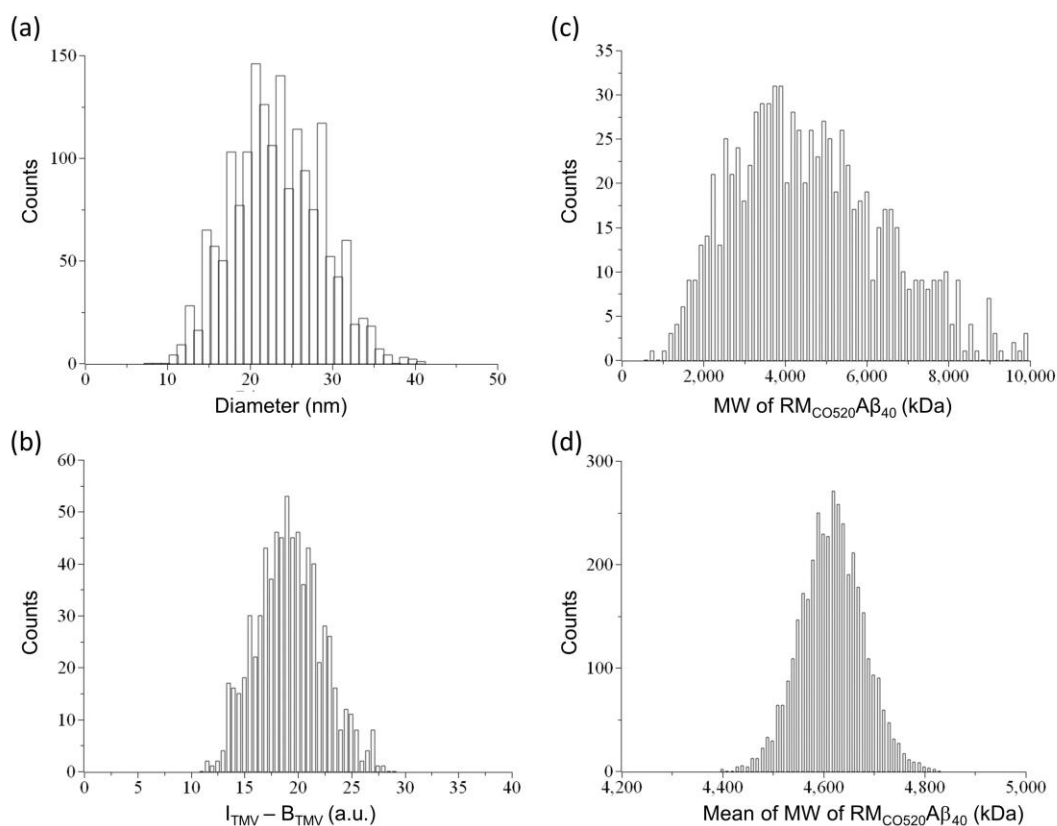 (a)
150
100
50
0
Counts
0 10 20 30 40 50
Diameter (nm)
(b)
60
50
40
30
20
10
0
Counts
0 5 10 15 20 25 30 35 40
I_TMV – B_TMV (a.u.)
(c)
35
30
25
20
15
10
5
0
Counts
0 2,000 4,000 6,000 8,000 10,000
MW of RM_CO520Aβ_40 (kDa)
(d)
300
200
100
0
Counts
4,200 4,400 4,600 4,800 5,000
Mean of MW of RM_CO520Aβ_40 (kDa)